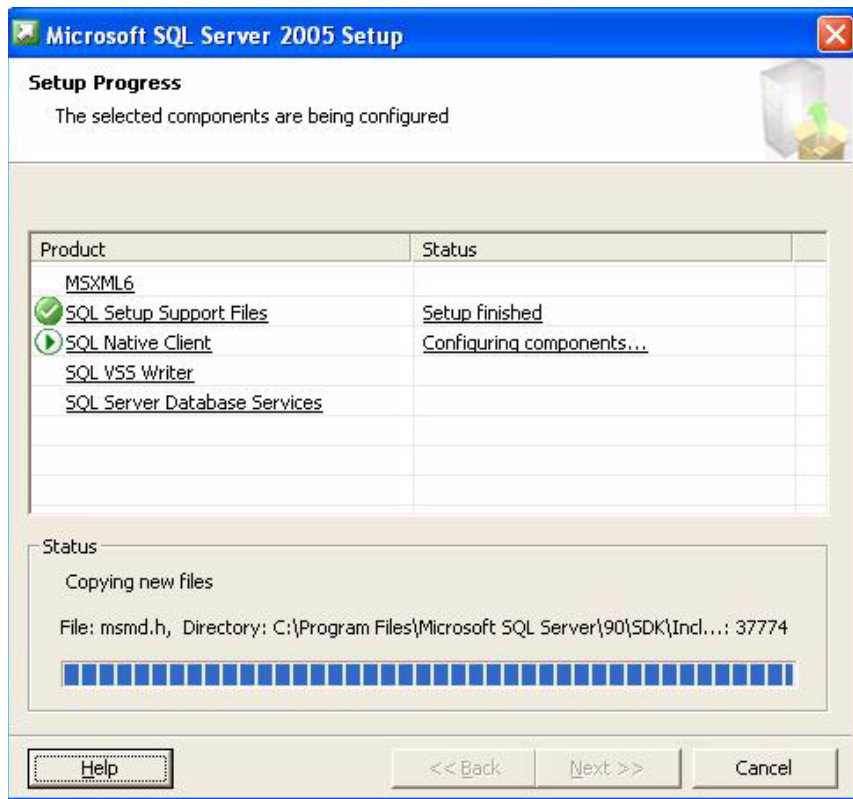 Microsoft SQL Server 2005 Setup
Setup Progress
The selected components are being configured
Product Status
MSXML6
SQL Setup Support Files Setup finished
SQL Native Client Configuring components...
SQL VSS Writer
SQL Server Database Services
Status
Copying new files
File: msmd.h, Directory: C:\Program Files\Microsoft SQL Server\90\SDK\Incl...: 37774
Help << Back Next >> Cancel